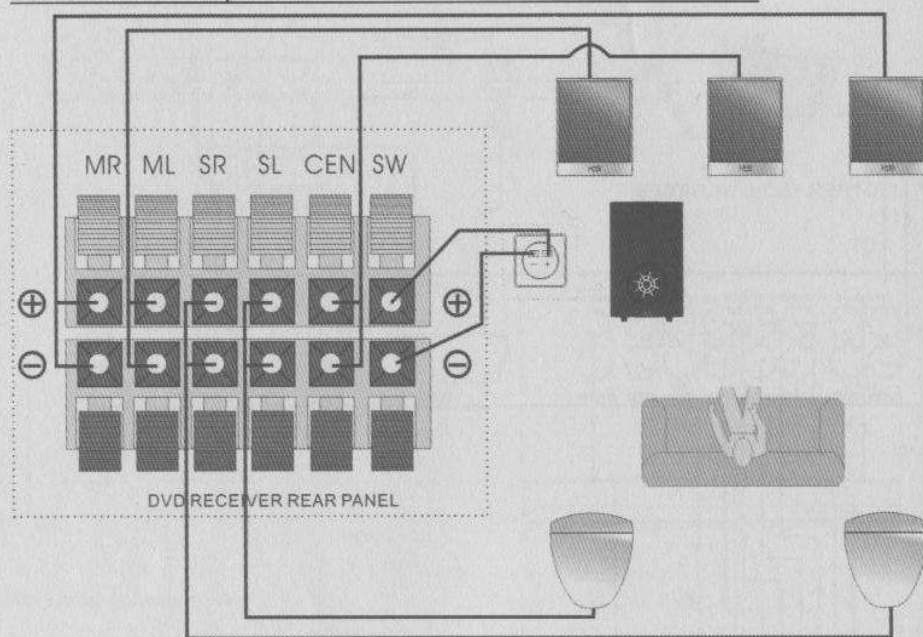 MR ML SR SL CEN SW
⊕ ⊕
⊖ ⊖
- +
DVD RECEIVER REAR PANEL